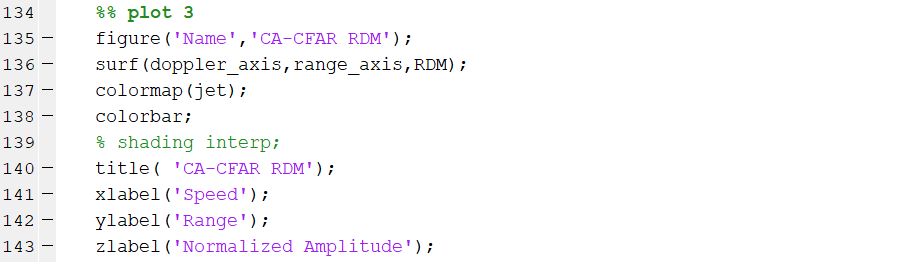 134 %% plot 3
135 – figure('Name','CA-CFAR RDM');
136 – surf(doppler_axis,range_axis,RDM);
137 – colormap(jet);
138 – colorbar;
139 % shading interp;
140 – title( 'CA-CFAR RDM');
141 – xlabel('Speed');
142 – ylabel('Range');
143 – zlabel('Normalized Amplitude');